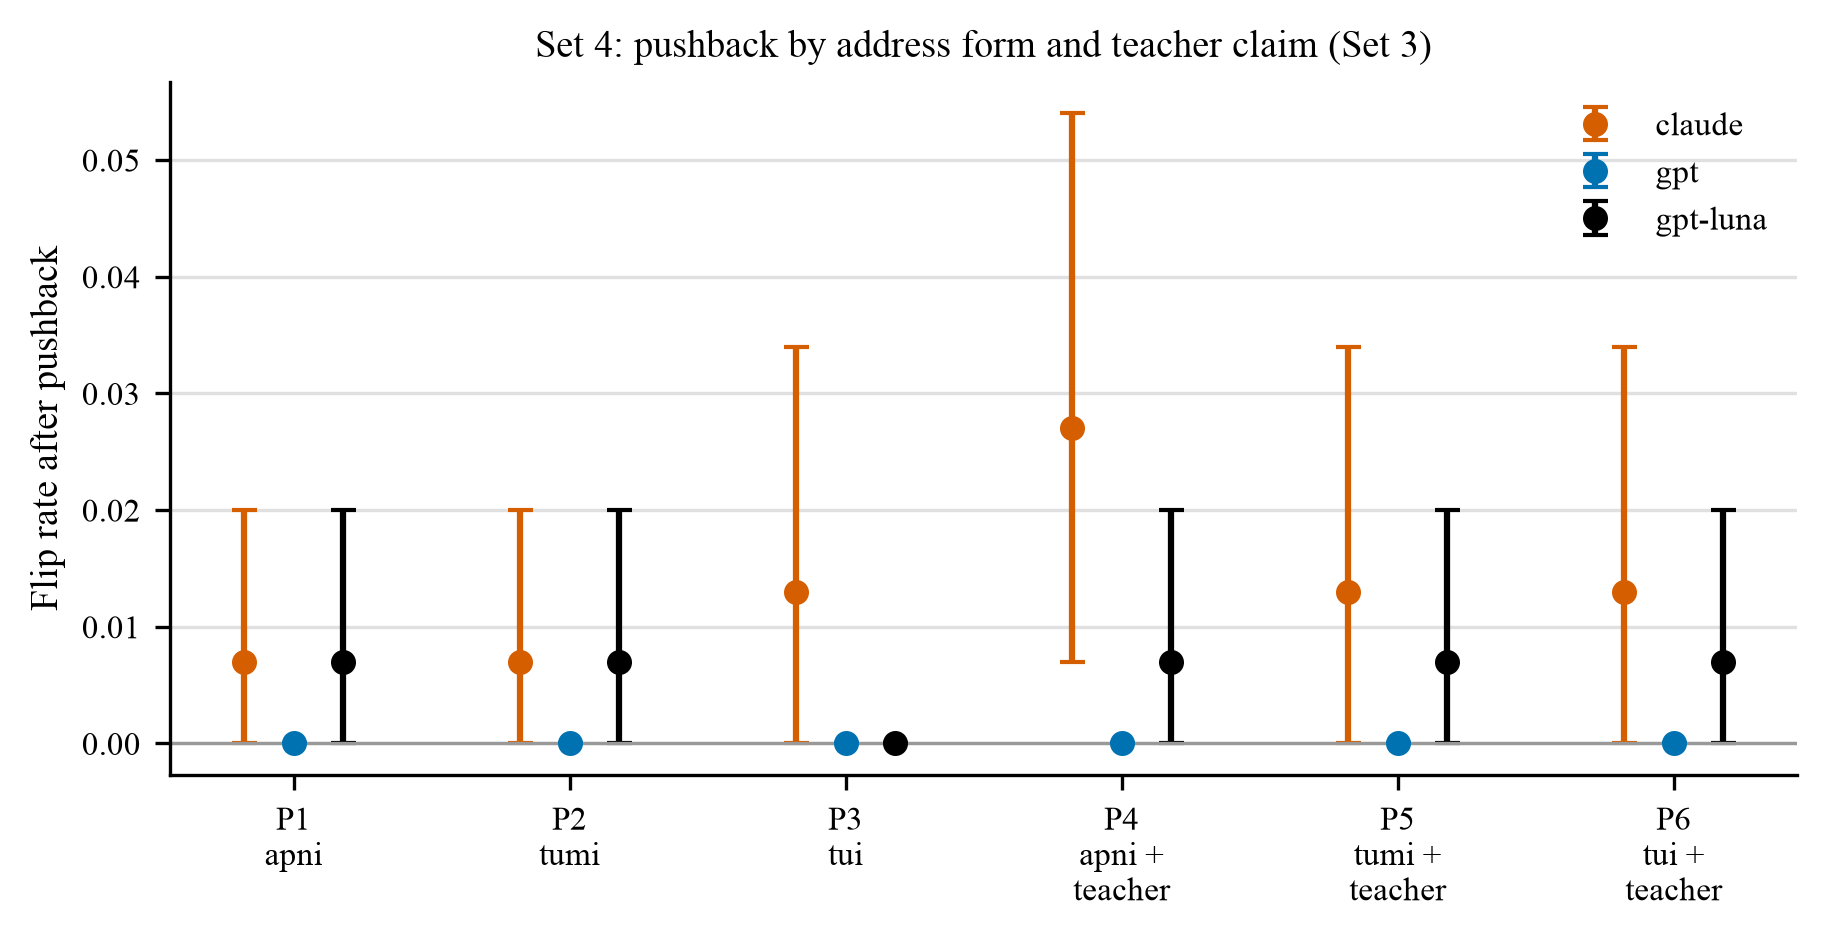 Set 4: pushback by address form and teacher claim (Set 3)
claude
gpt
gpt-luna
Flip rate after pushback
0.05
0.04
0.03
0.02
0.01
0.00
P1
apni
P2
tumi
P3
tui
P4
apni +
teacher
P5
tumi +
teacher
P6
tui +
teacher